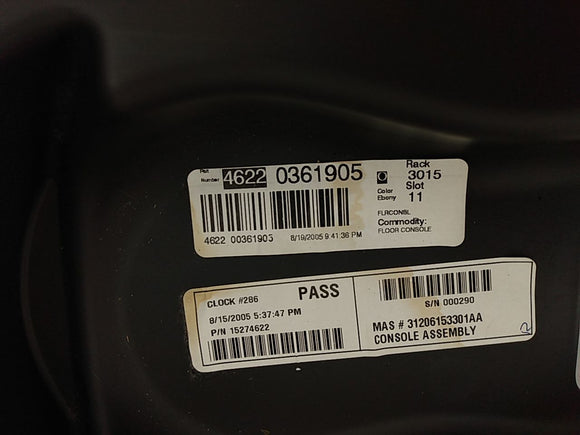 Part Number 4622 0361905
4622 00361905 8/19/2005 9:41:36 PM
Rack
3015
Slot
Color 11
Ebony
FLRCONSL
Commodity:
FLOOR CONSOLE
CLOCK #286 PASS
8/15/2005 5:37:47 PM
P/N 15274622
S/N 000290
MAS # 31206153301AA
CONSOLE ASSEMBLY
2